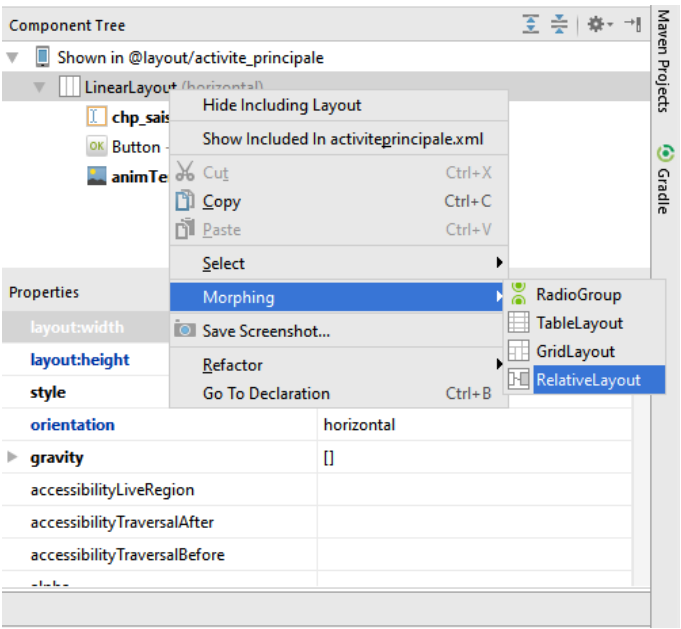 Component Tree
Shown in @layout/activite_principale
LinearLayout (horizontal)
chp_sais
OK Button
animTe
Hide Including Layout
Show Included In activiteprincipale.xml
Cut Ctrl+X
Copy Ctrl+C
Paste Ctrl+V
Select
Morphing
Save Screenshot...
Refactor
Go To Declaration Ctrl+B
RadioGroup
TableLayout
GridLayout
RelativeLayout
Properties
layout:width
layout:height
style
orientation horizontal
gravity []
accessibilityLiveRegion
accessibilityTraversalAfter
accessibilityTraversalBefore
Maven Projects
Gradle